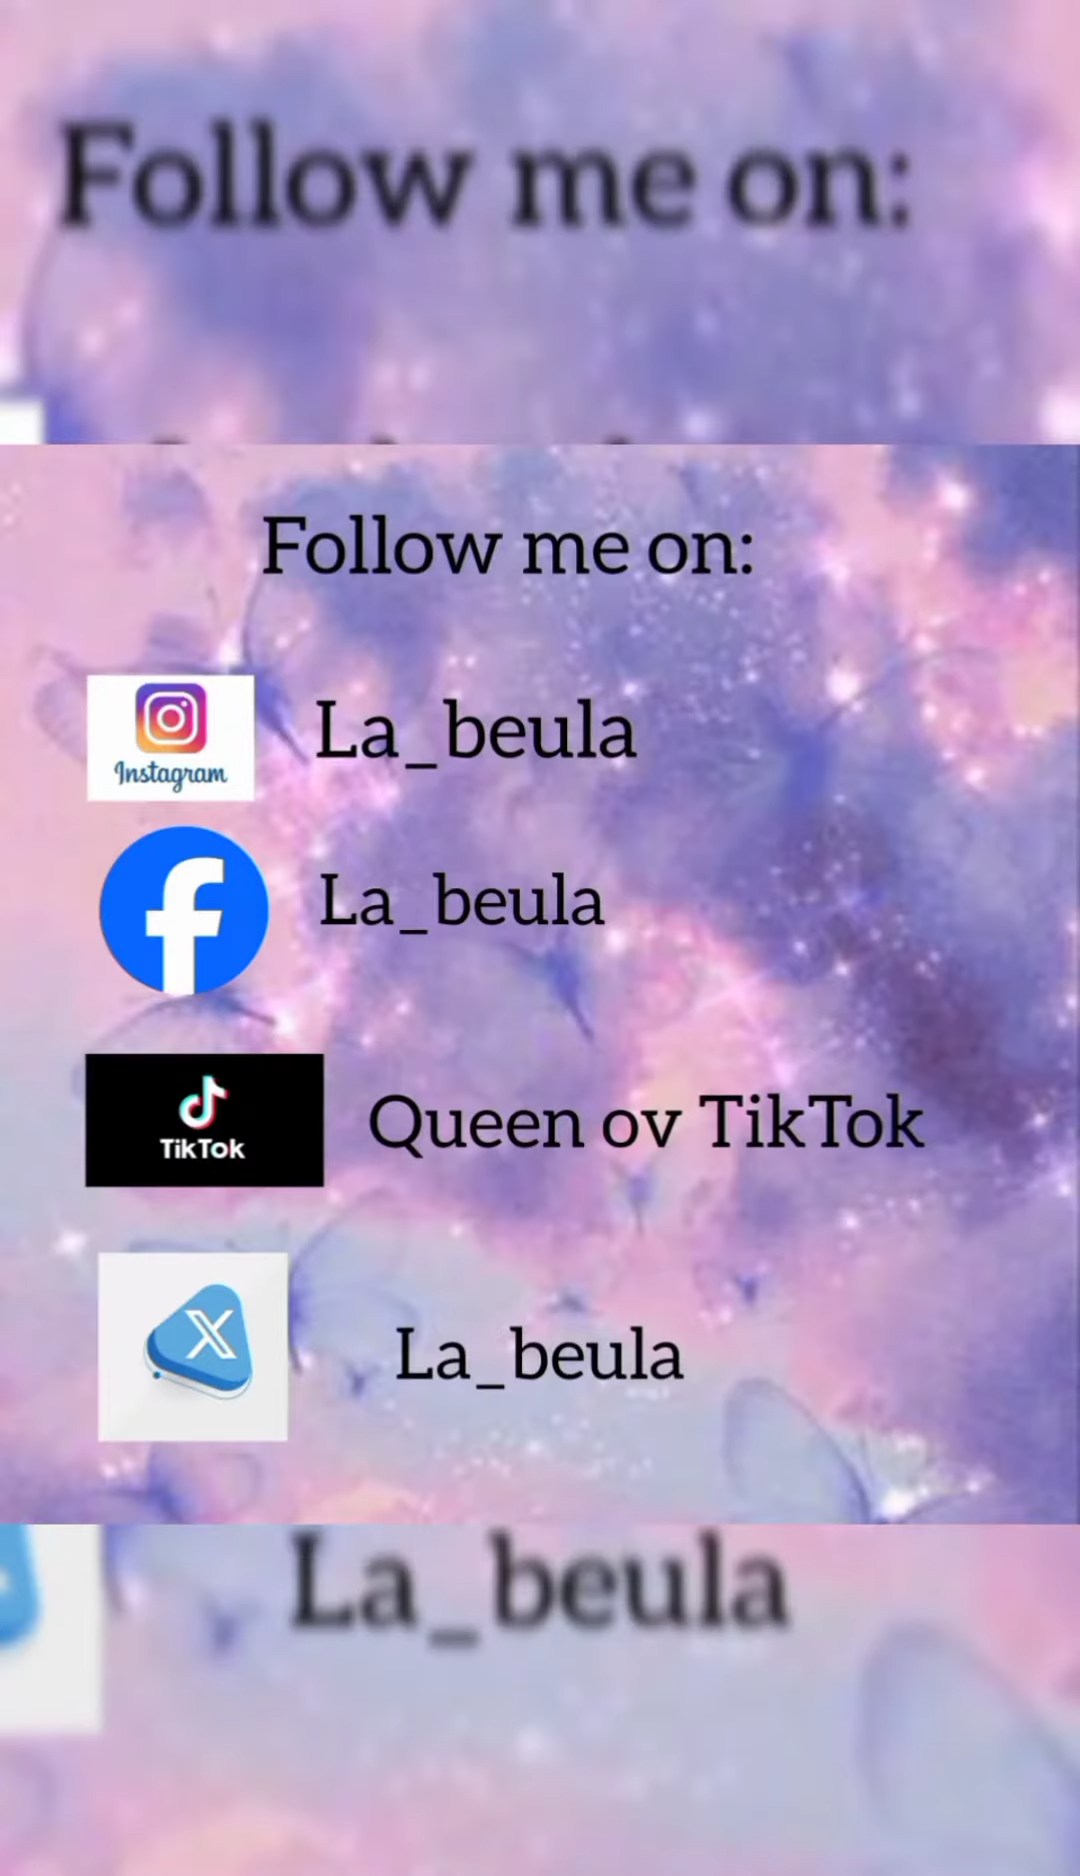 Follow me on:
Follow me on:
Instagram
La_beula
La_beula
TikTok
Queen ov TikTok
X
La_beula
La_beula